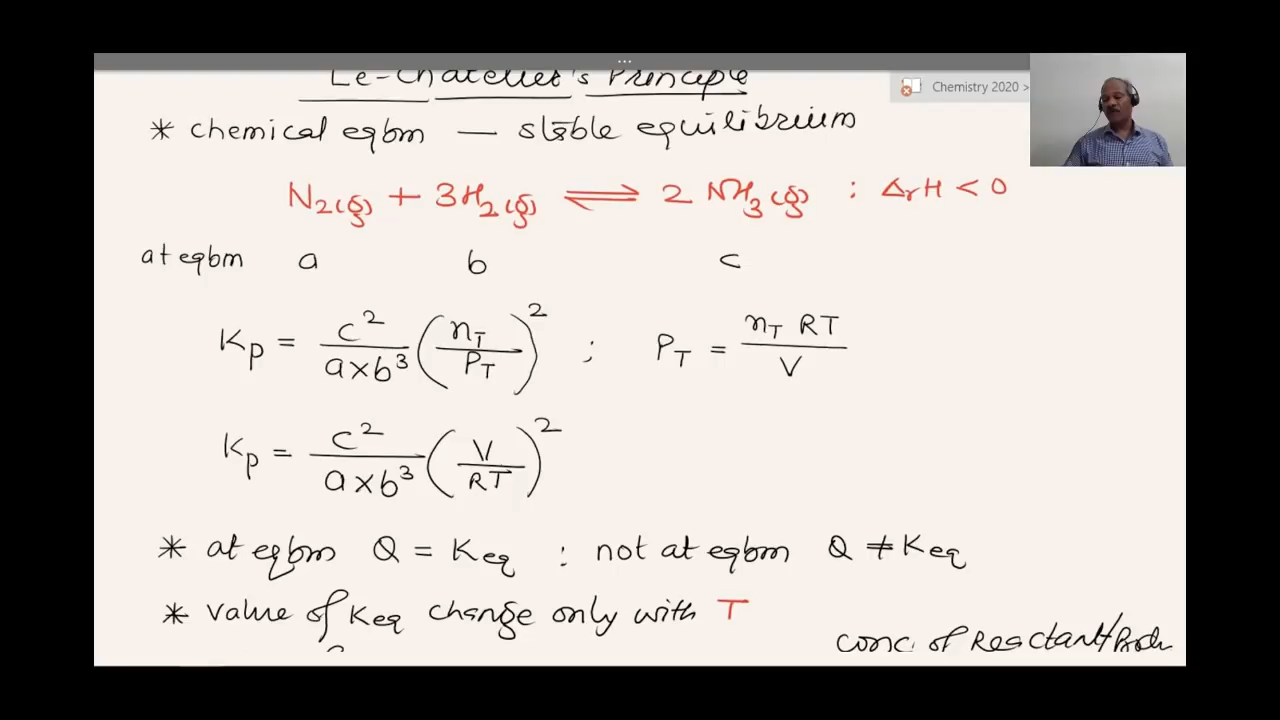 Le-Chatelier's Principle
Chemistry 2020 >
* chemical eqbm — stable equilibrium
N₂(g) + 3H₂(g) ⇌ 2 NH₃(g) : ΔrH < 0
at eqbm a b c
Kp = c²/(a×b³) (nT/PT)² ; PT = nT RT/V
Kp = c²/(a×b³) (V/RT)²
* at eqbm Q = Keq : not at eqbm Q ≠ Keq
* value of Keq change only with T
conc. of Reactant/Prod